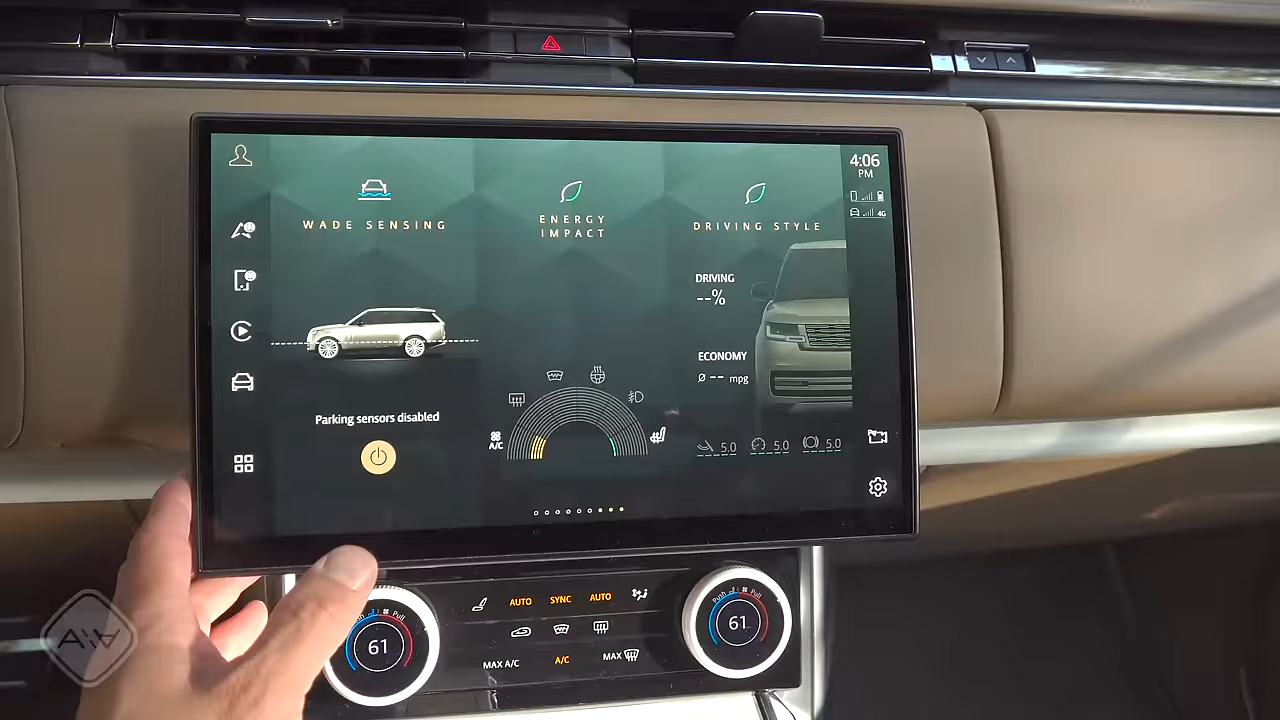 4:06
PM
4G
WADE SENSING
ENERGY
IMPACT
DRIVING STYLE
DRIVING
--%
ECONOMY
Ø -- mpg
Parking sensors disabled
A/C
5.0
5.0
5.0
Push
Pull
61
AUTO
SYNC
AUTO
MAX A/C
A/C
MAX
Push
Pull
61